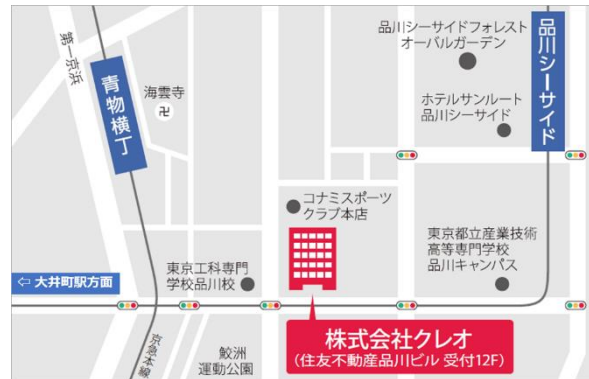 第一京浜
青物横丁
海雲寺
卍
品川シーサイドフォレスト
オーバルガーデン
ホテルサンルート
品川シーサイド
品川シーサイド
コナミスポーツ
クラブ本店
東京都立産業技術
高等専門学校
品川キャンパス
東京工科専門
学校品川校
⇦ 大井町駅方面
京急本線
鮫洲
運動公園
株式会社クレオ
(住友不動産品川ビル 受付12F)